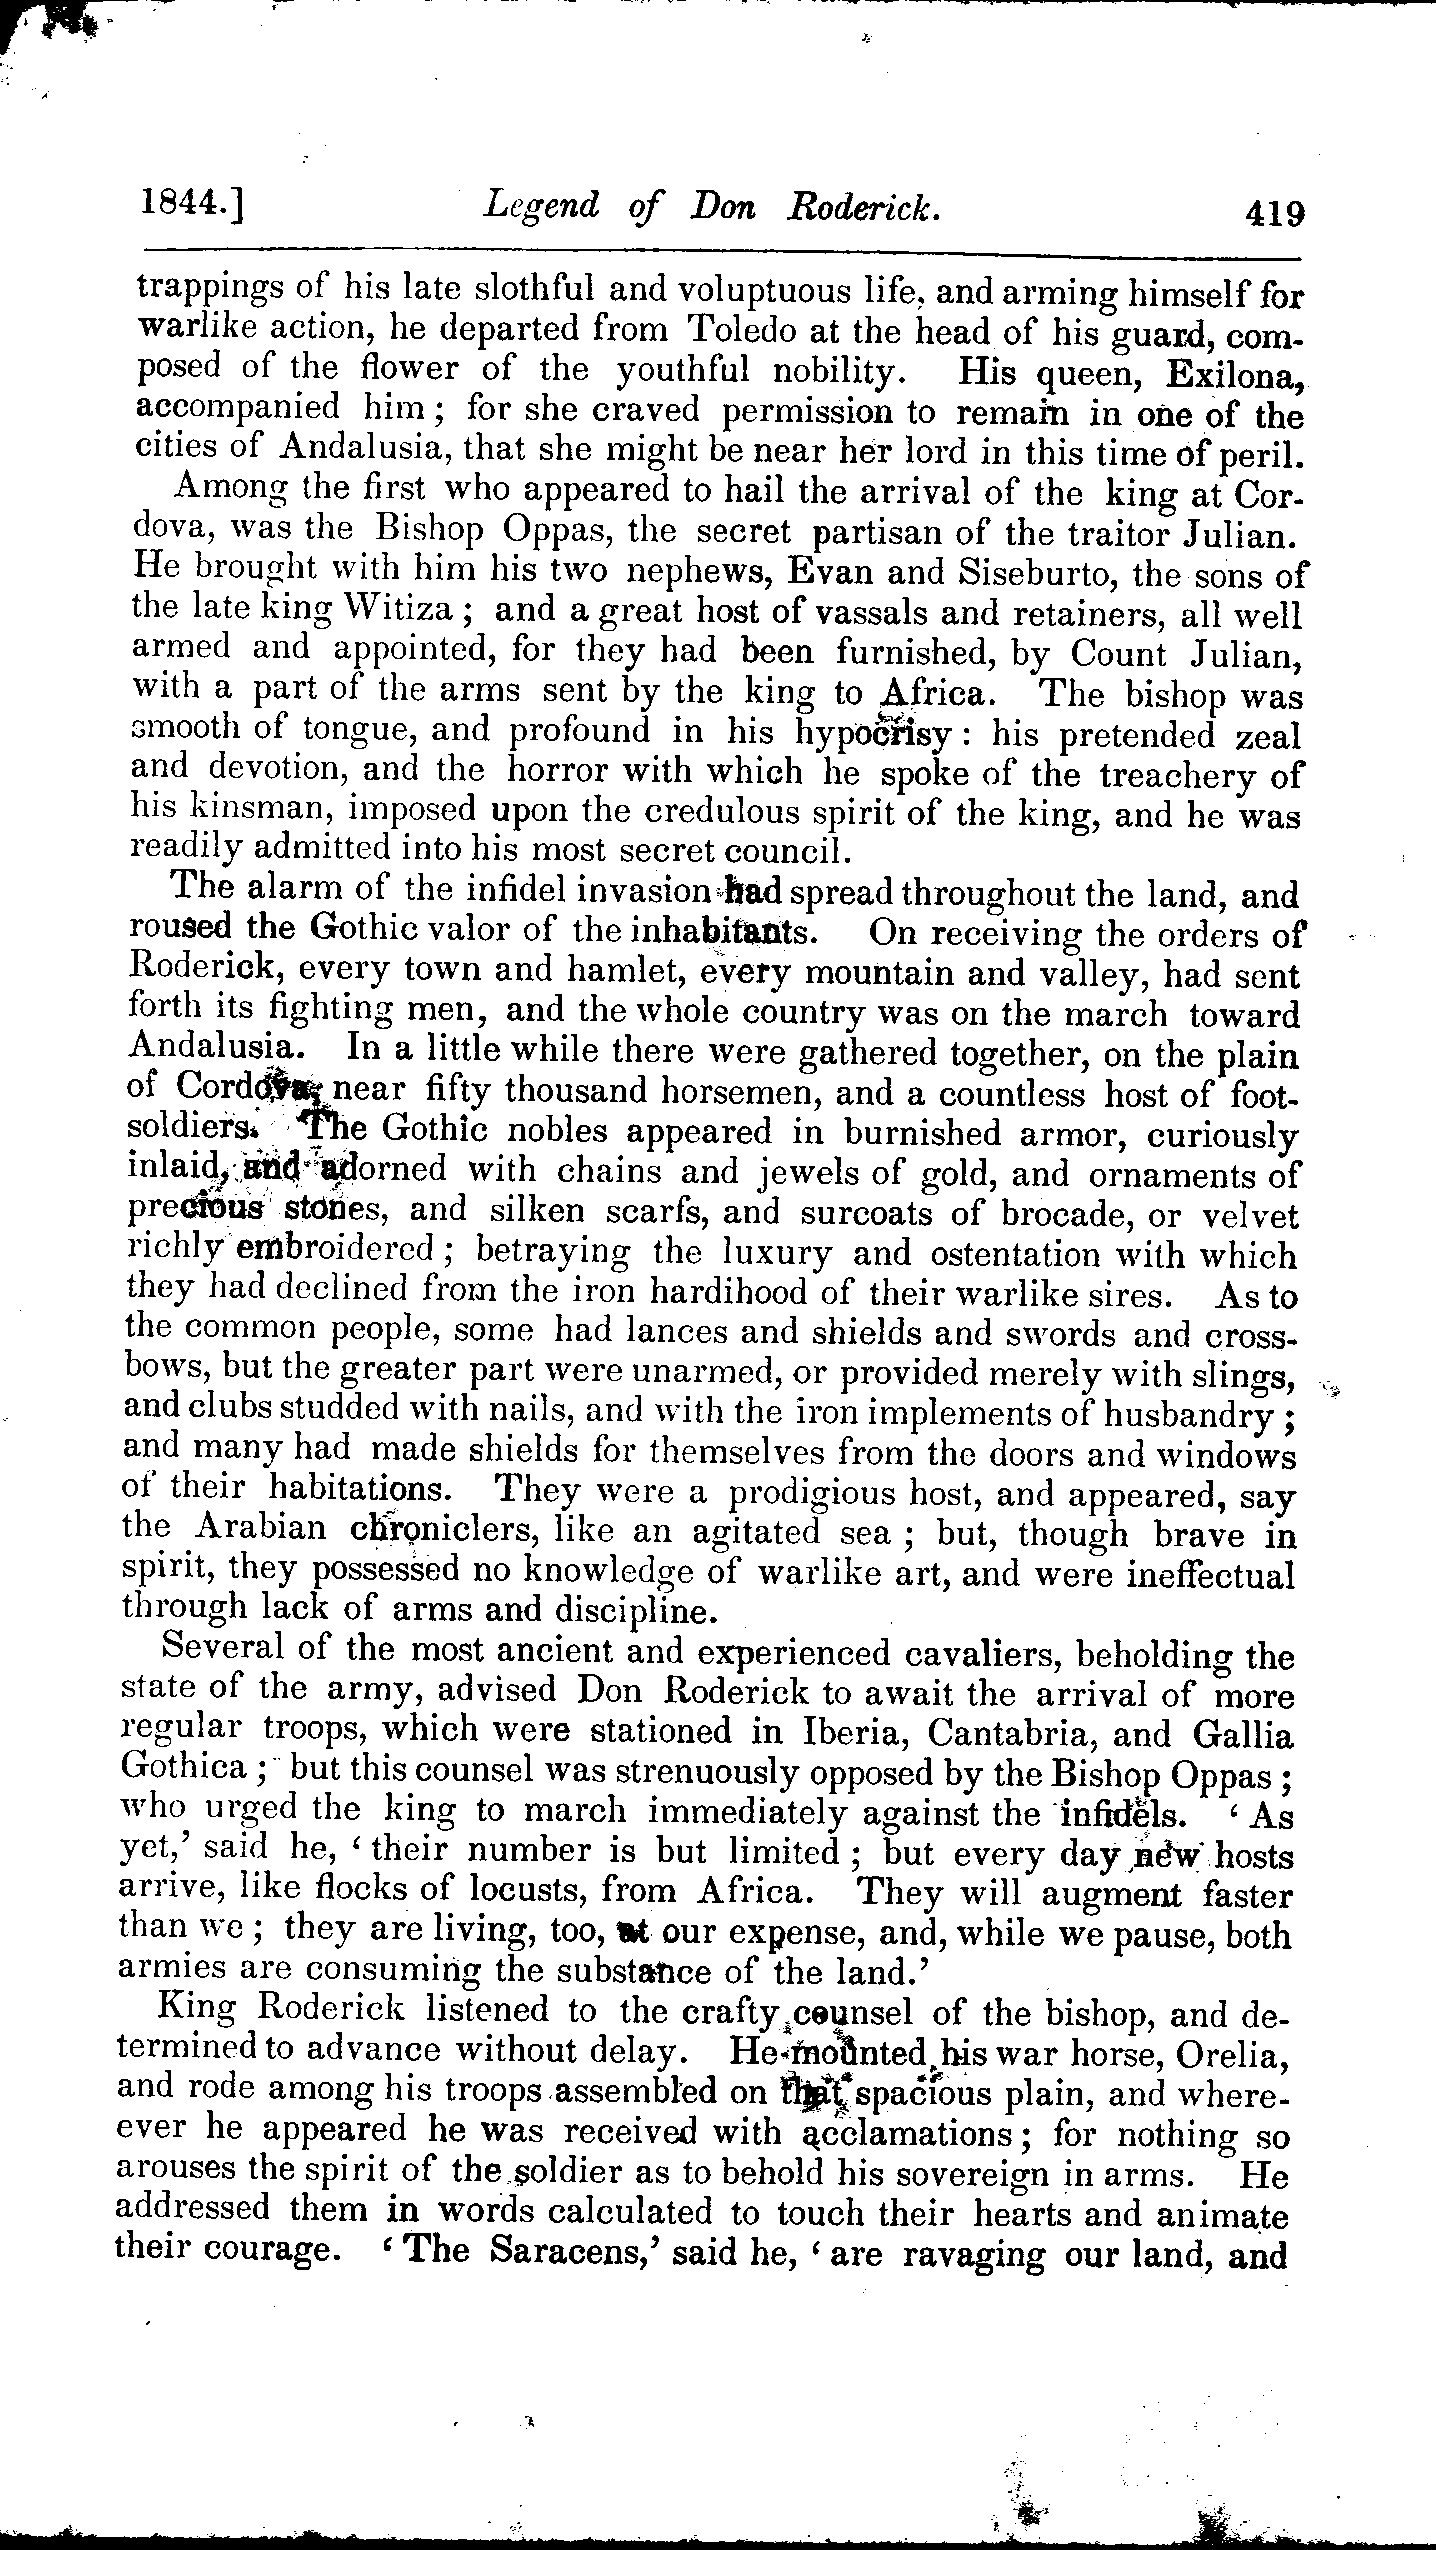 1844.] Legend of Don Roderick. 419
trappings of his late slothful and voluptuous life, and arming himself for
warlike action, he departed from Toledo at the head of his guard, com-
posed of the flower of the youthful nobility. His queen, Exilona,
accompanied him ; for she craved permission to remain in one of the
cities of Andalusia, that she might be near her lord in this time of peril.
Among the first who appeared to hail the arrival of the king at Cor-
dova, was the Bishop Oppas, the secret partisan of the traitor Julian.
He brought with him his two nephews, Evan and Siseburto, the sons of
the late king Witiza ; and a great host of vassals and retainers, all well
armed and appointed, for they had been furnished, by Count Julian,
with a part of the arms sent by the king to Africa. The bishop was
smooth of tongue, and profound in his hypocrisy : his pretended zeal
and devotion, and the horror with which he spoke of the treachery of
his kinsman, imposed upon the credulous spirit of the king, and he was
readily admitted into his most secret council.
The alarm of the infidel invasion had spread throughout the land, and
roused the Gothic valor of the inhabitants. On receiving the orders of
Roderick, every town and hamlet, every mountain and valley, had sent
forth its fighting men, and the whole country was on the march toward
Andalusia. In a little while there were gathered together, on the plain
of Cordova, near fifty thousand horsemen, and a countless host of foot-
soldiers. The Gothic nobles appeared in burnished armor, curiously
inlaid, and adorned with chains and jewels of gold, and ornaments of
precious stones, and silken scarfs, and surcoats of brocade, or velvet
richly embroidered ; betraying the luxury and ostentation with which
they had declined from the iron hardihood of their warlike sires. As to
the common people, some had lances and shields and swords and cross-
bows, but the greater part were unarmed, or provided merely with slings,
and clubs studded with nails, and with the iron implements of husbandry ;
and many had made shields for themselves from the doors and windows
of their habitations. They were a prodigious host, and appeared, say
the Arabian chroniclers, like an agitated sea ; but, though brave in
spirit, they possessed no knowledge of warlike art, and were ineffectual
through lack of arms and discipline.
Several of the most ancient and experienced cavaliers, beholding the
state of the army, advised Don Roderick to await the arrival of more
regular troops, which were stationed in Iberia, Cantabria, and Gallia
Gothica ; but this counsel was strenuously opposed by the Bishop Oppas ;
who urged the king to march immediately against the infidels. ‘ As
yet,’ said he, ‘ their number is but limited ; but every day new hosts
arrive, like flocks of locusts, from Africa. They will augment faster
than we ; they are living, too, at our expense, and, while we pause, both
armies are consuming the substance of the land.’
King Roderick listened to the crafty counsel of the bishop, and de-
termined to advance without delay. He mounted his war horse, Orelia,
and rode among his troops assembled on that spacious plain, and where-
ever he appeared he was received with acclamations ; for nothing so
arouses the spirit of the soldier as to behold his sovereign in arms. He
addressed them in words calculated to touch their hearts and animate
their courage. ‘ The Saracens,’ said he, ‘ are ravaging our land, and